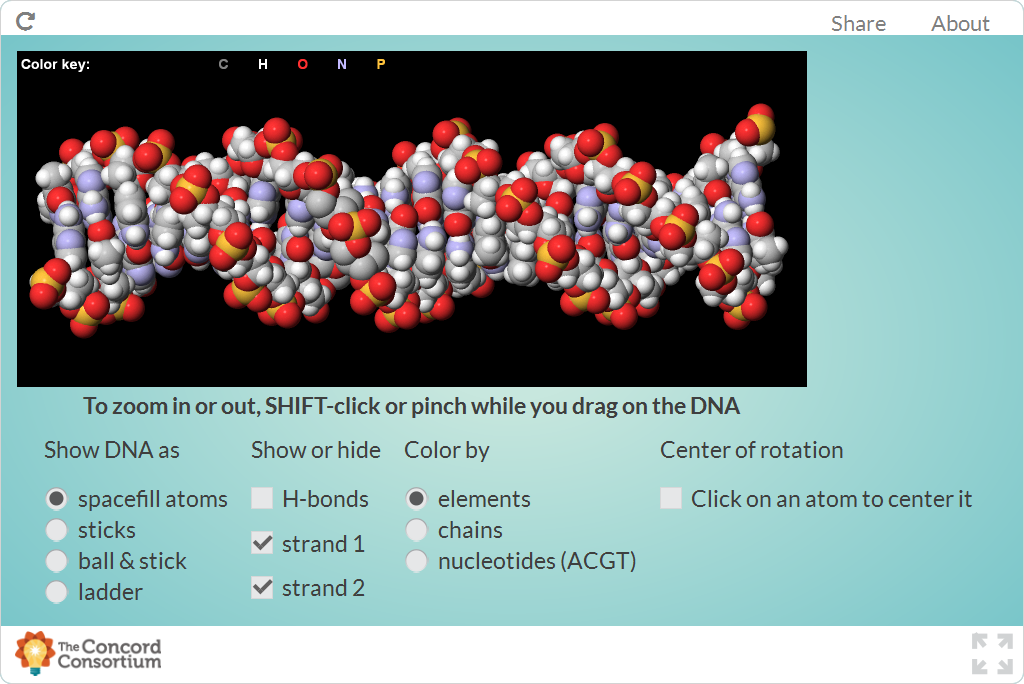 Share About
Color key: C H O N P
To zoom in or out, SHIFT-click or pinch while you drag on the DNA
Show DNA as Show or hide Color by Center of rotation
spacefill atoms H-bonds elements Click on an atom to center it
sticks strand 1 chains
ball & stick nucleotides (ACGT)
ladder strand 2
The Concord
Consortium